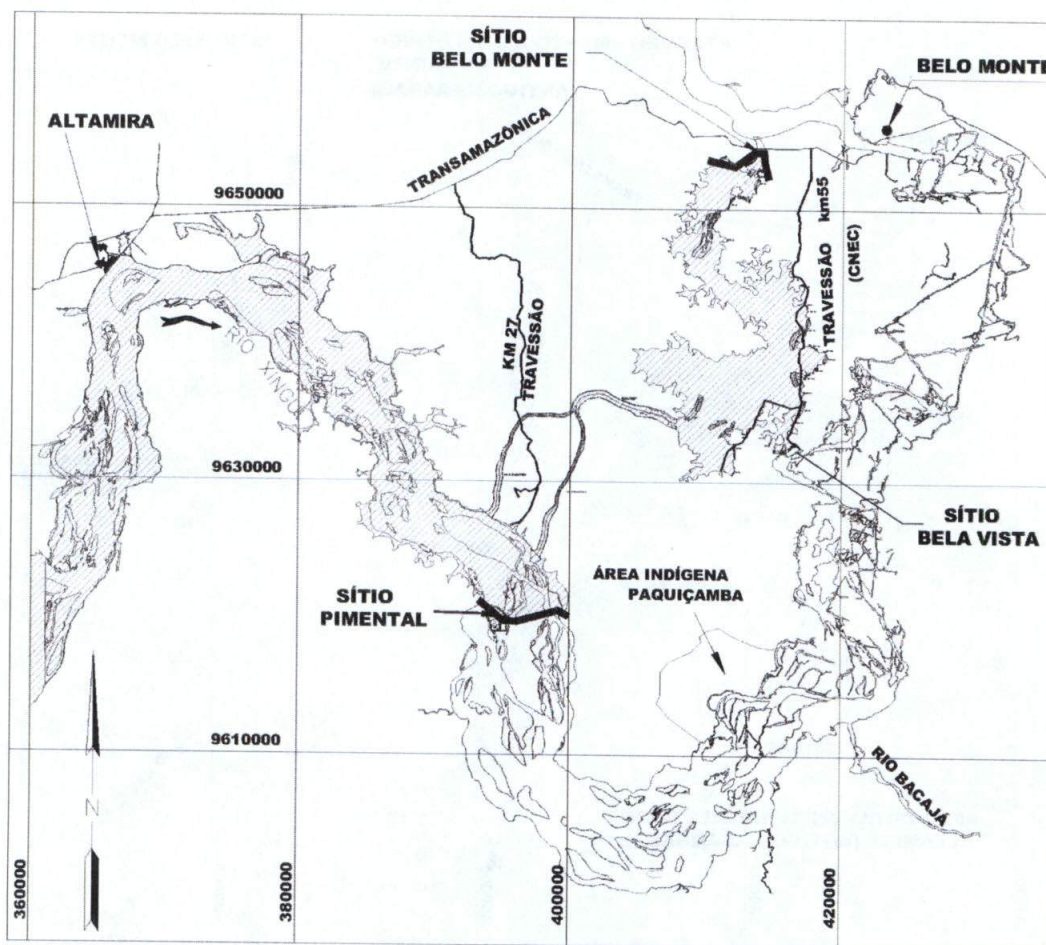 SÍTIO
BELO MONTE
BELO MONTE
ALTAMIRA
TRANSAMAZÔNICA
9650000
TRAVESSÃO km55
(CNEC)
KM 27
TRAVESSÃO
RIO XINGU
9630000
SÍTIO
BELA VISTA
ÁREA INDÍGENA
PAQUIÇAMBA
SÍTIO
PIMENTAL
9610000
RIO BACAJÁ
N
360000
380000
400000
420000